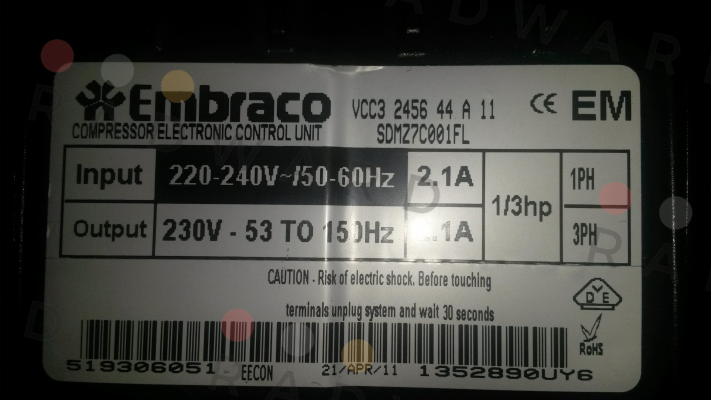 Embraco VCC3 2456 44 A 11 CE EM
COMPRESSOR ELECTRONIC CONTROL UNIT SDMZ7C001FL
Input 220-240V~/50-60Hz 2.1A 1/3hp 1PH
Output 230V - 53 TO 150Hz .1A 3PH
CAUTION - Risk of electric shock. Before touching
terminals unplug system and wait 30 seconds
DVE
RoHS
519306051 EECON 21/APR/11 1352890UY6